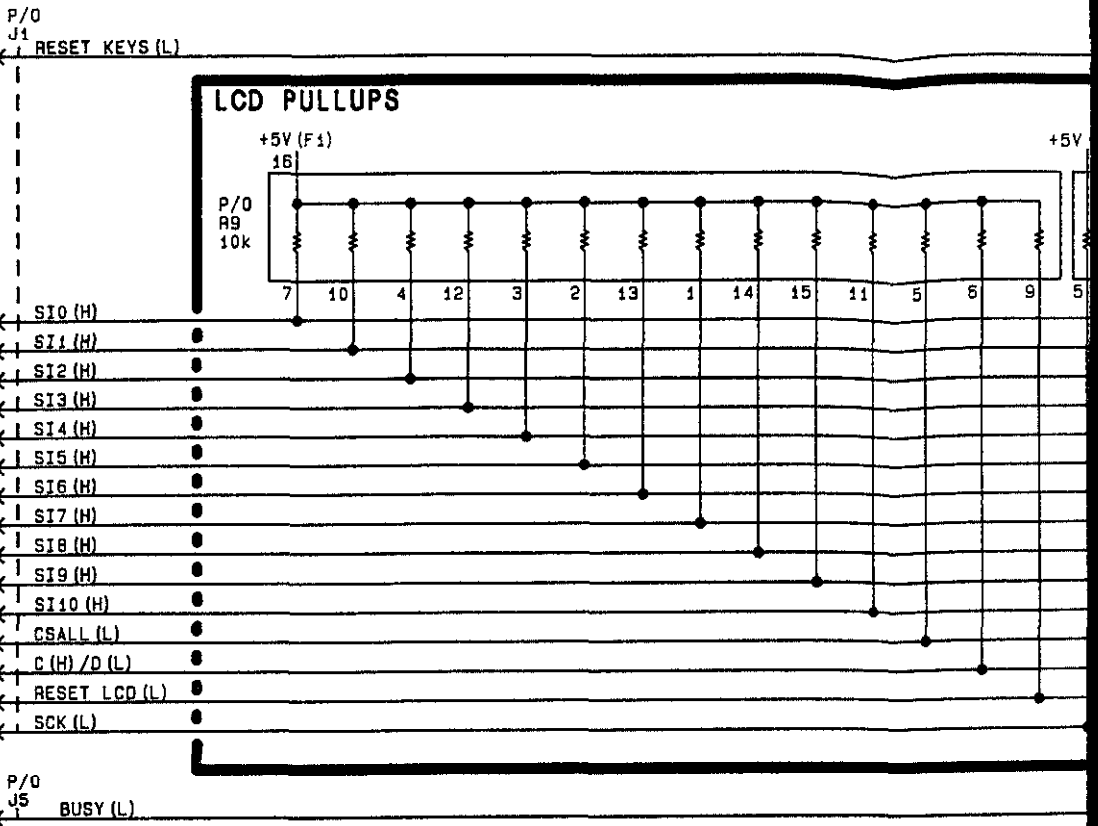 P/O
J1
RESET KEYS (L)
LCD PULLUPS
+5V (F1)
+5V
16
P/O
R9
10k
7 10 4 12 3 2 13 1 14 15 11 5 6 9 5
SI0 (H)
SI1 (H)
SI2 (H)
SI3 (H)
SI4 (H)
SI5 (H)
SI6 (H)
SI7 (H)
SI8 (H)
SI9 (H)
SI10 (H)
CSALL (L)
C (H) /D (L)
RESET LCD (L)
SCK (L)
P/O
J5
BUSY (L)